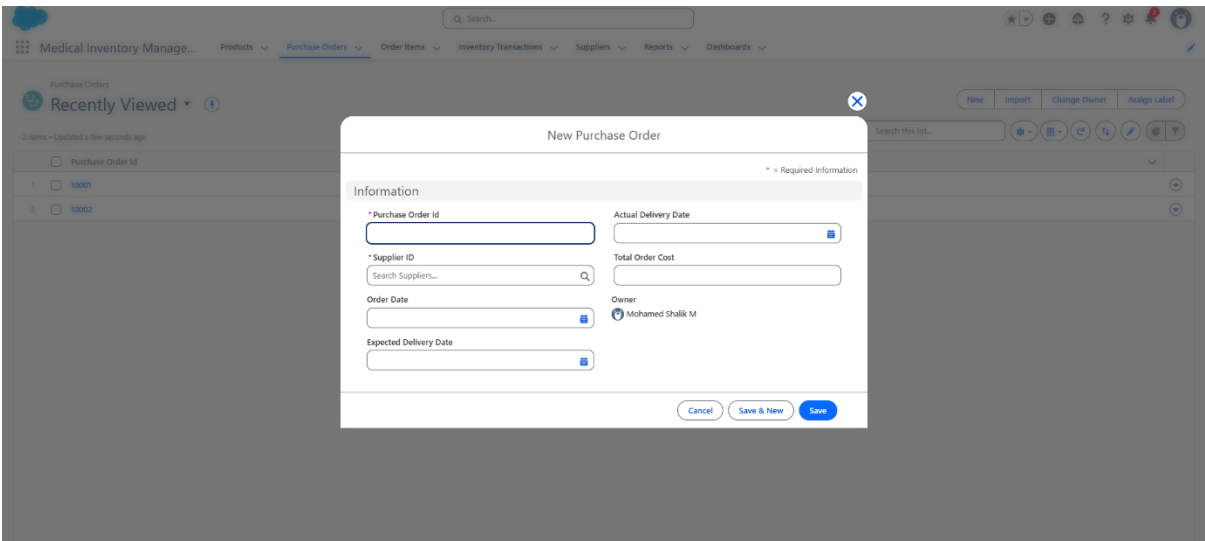 Search...
Medical Inventory Manage... Products Purchase Orders Order Items Inventory Transactions Suppliers Reports Dashboards
Purchase Orders
Recently Viewed
New Import Change Owner Assign Label
2 items • Updated a few seconds ago
Search this list...
Purchase Order Id
1 10001
2 10002
New Purchase Order
* = Required Information
Information
*Purchase Order Id
Actual Delivery Date
*Supplier ID
Total Order Cost
Search Suppliers...
Order Date
Owner
Mohamed Shalik M
Expected Delivery Date
Cancel Save & New Save